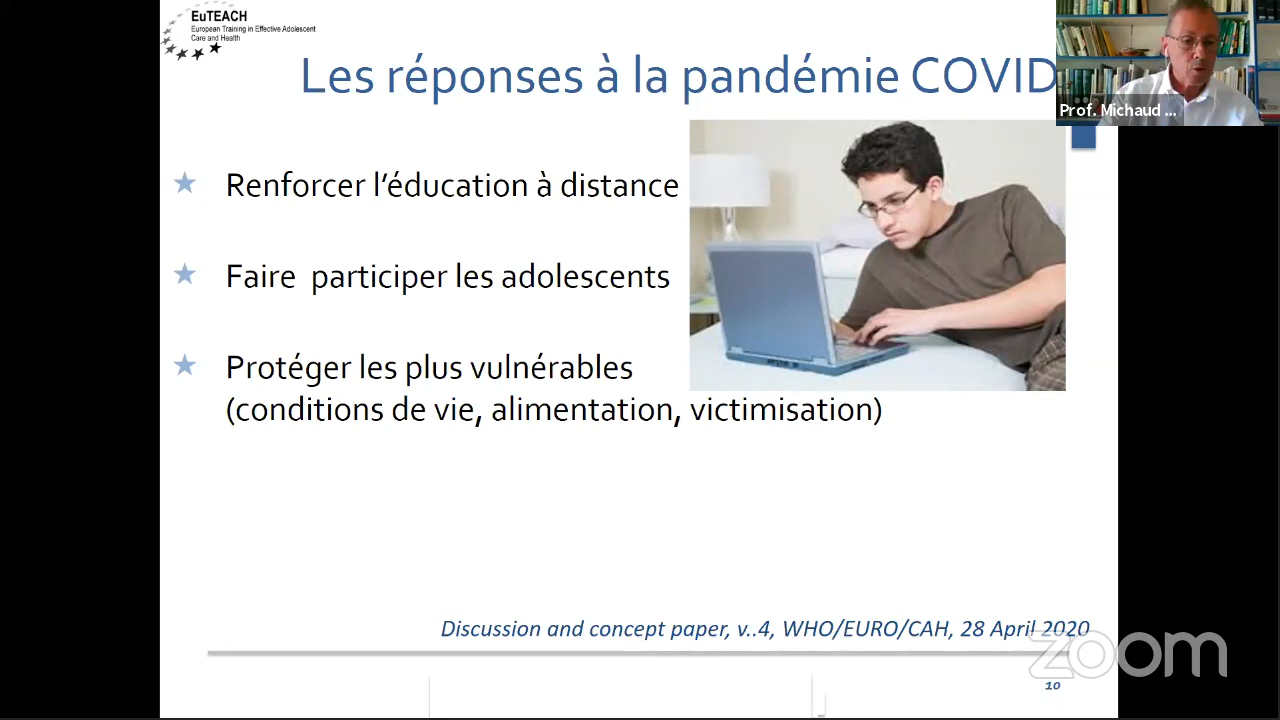 EuTEACH
European Training in Effective Adolescent
Care and Health
Les réponses à la pandémie COVID
Prof. Michaud ...
Renforcer l’éducation à distance
Faire participer les adolescents
Protéger les plus vulnérables
(conditions de vie, alimentation, victimisation)
Discussion and concept paper, v..4, WHO/EURO/CAH, 28 April 2020
zoom
10